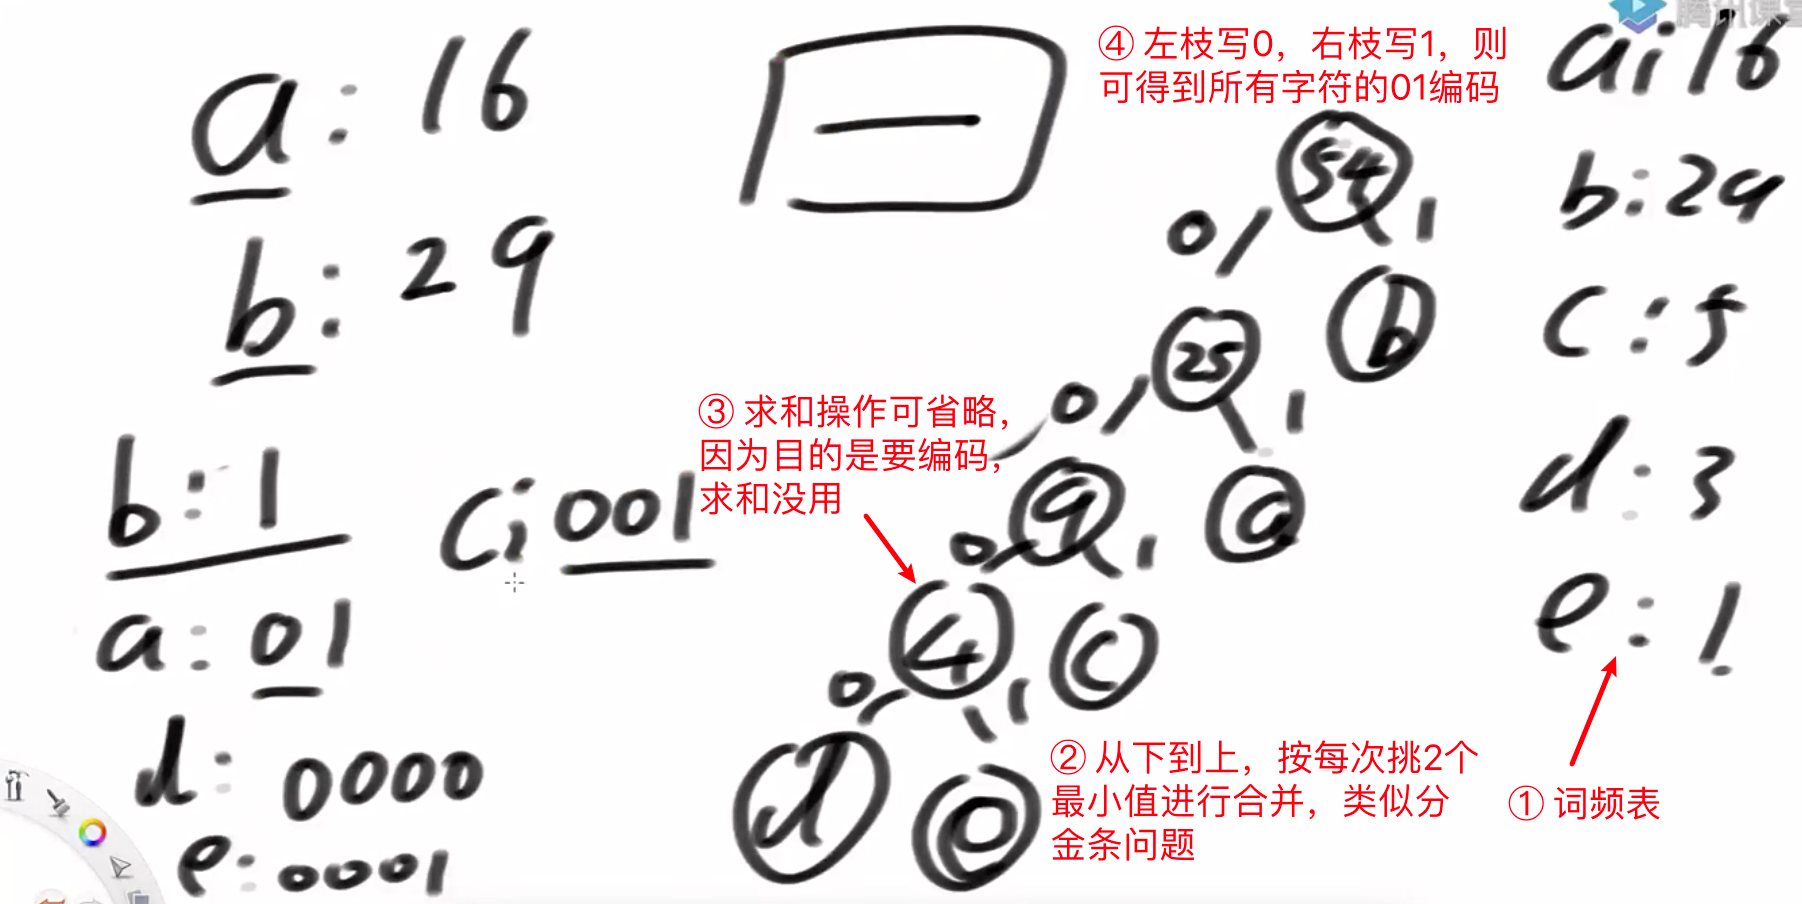 a: 16
b: 29
b: 1
c: 001
a: 01
d: 0000
e: 0001
④ 左枝写0，右枝写1，则
可得到所有字符的01编码
54
0 1
25 b
0 1
③ 求和操作可省略，
因为目的是要编码，
求和没用
9 a
0 1
4 c
0 1
d e
② 从下到上，按每次挑2个
最小值进行合并，类似分
金条问题
腾讯课堂
a: 16
b: 29
c: 5
d: 3
e: 1
① 词频表